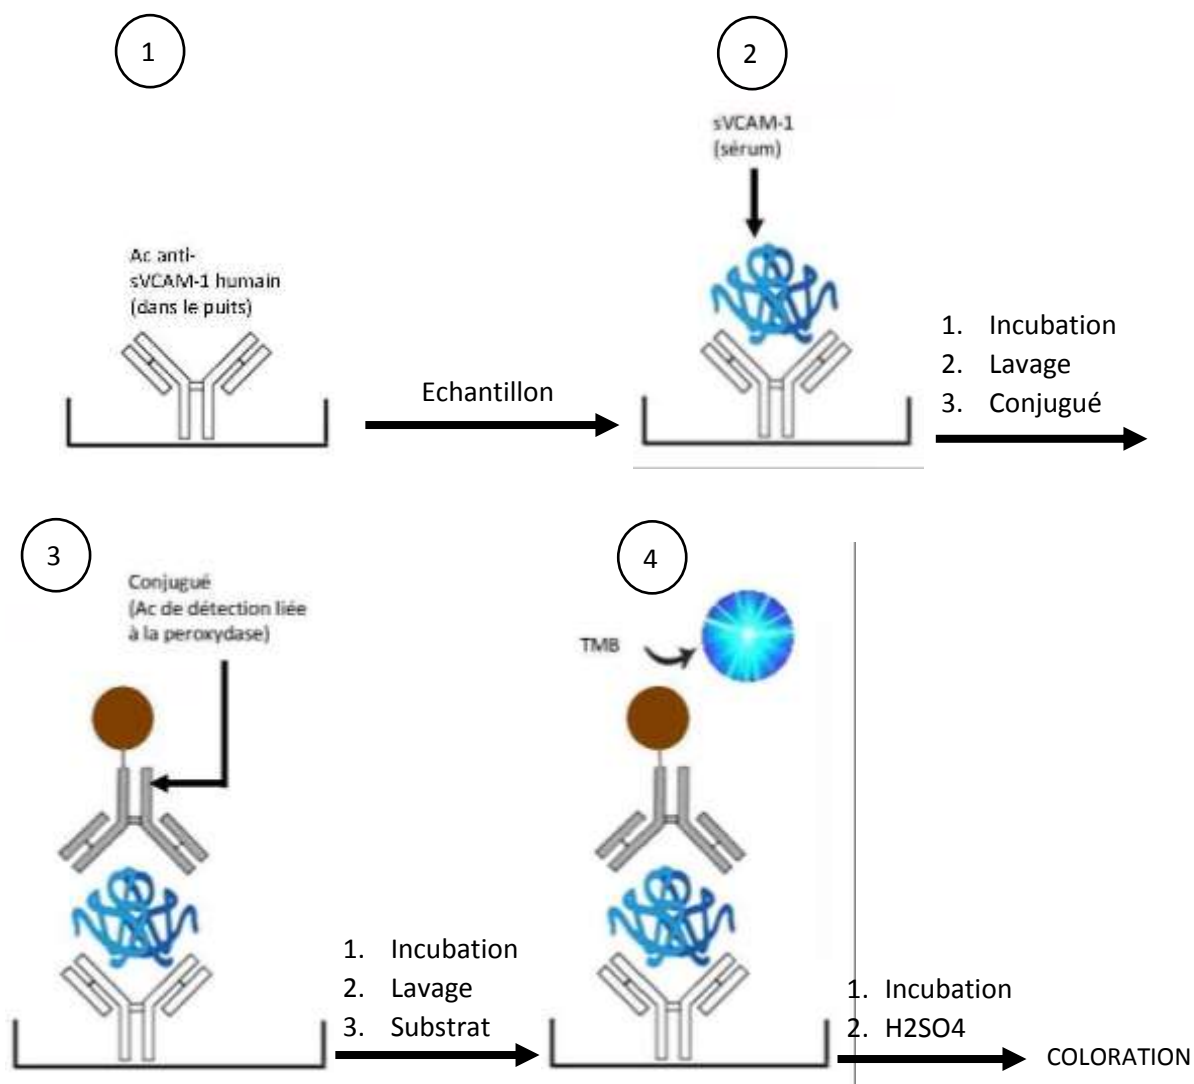 1
Ac anti-
sVCAM-1 humain
(dans le puits)
Echantillon
2
sVCAM-1
(sérum)
1. Incubation
2. Lavage
3. Conjugué
3
Conjugué
(Ac de détection liée
à la peroxydase)
1. Incubation
2. Lavage
3. Substrat
4
TMB
1. Incubation
2. H2SO4
COLORATION